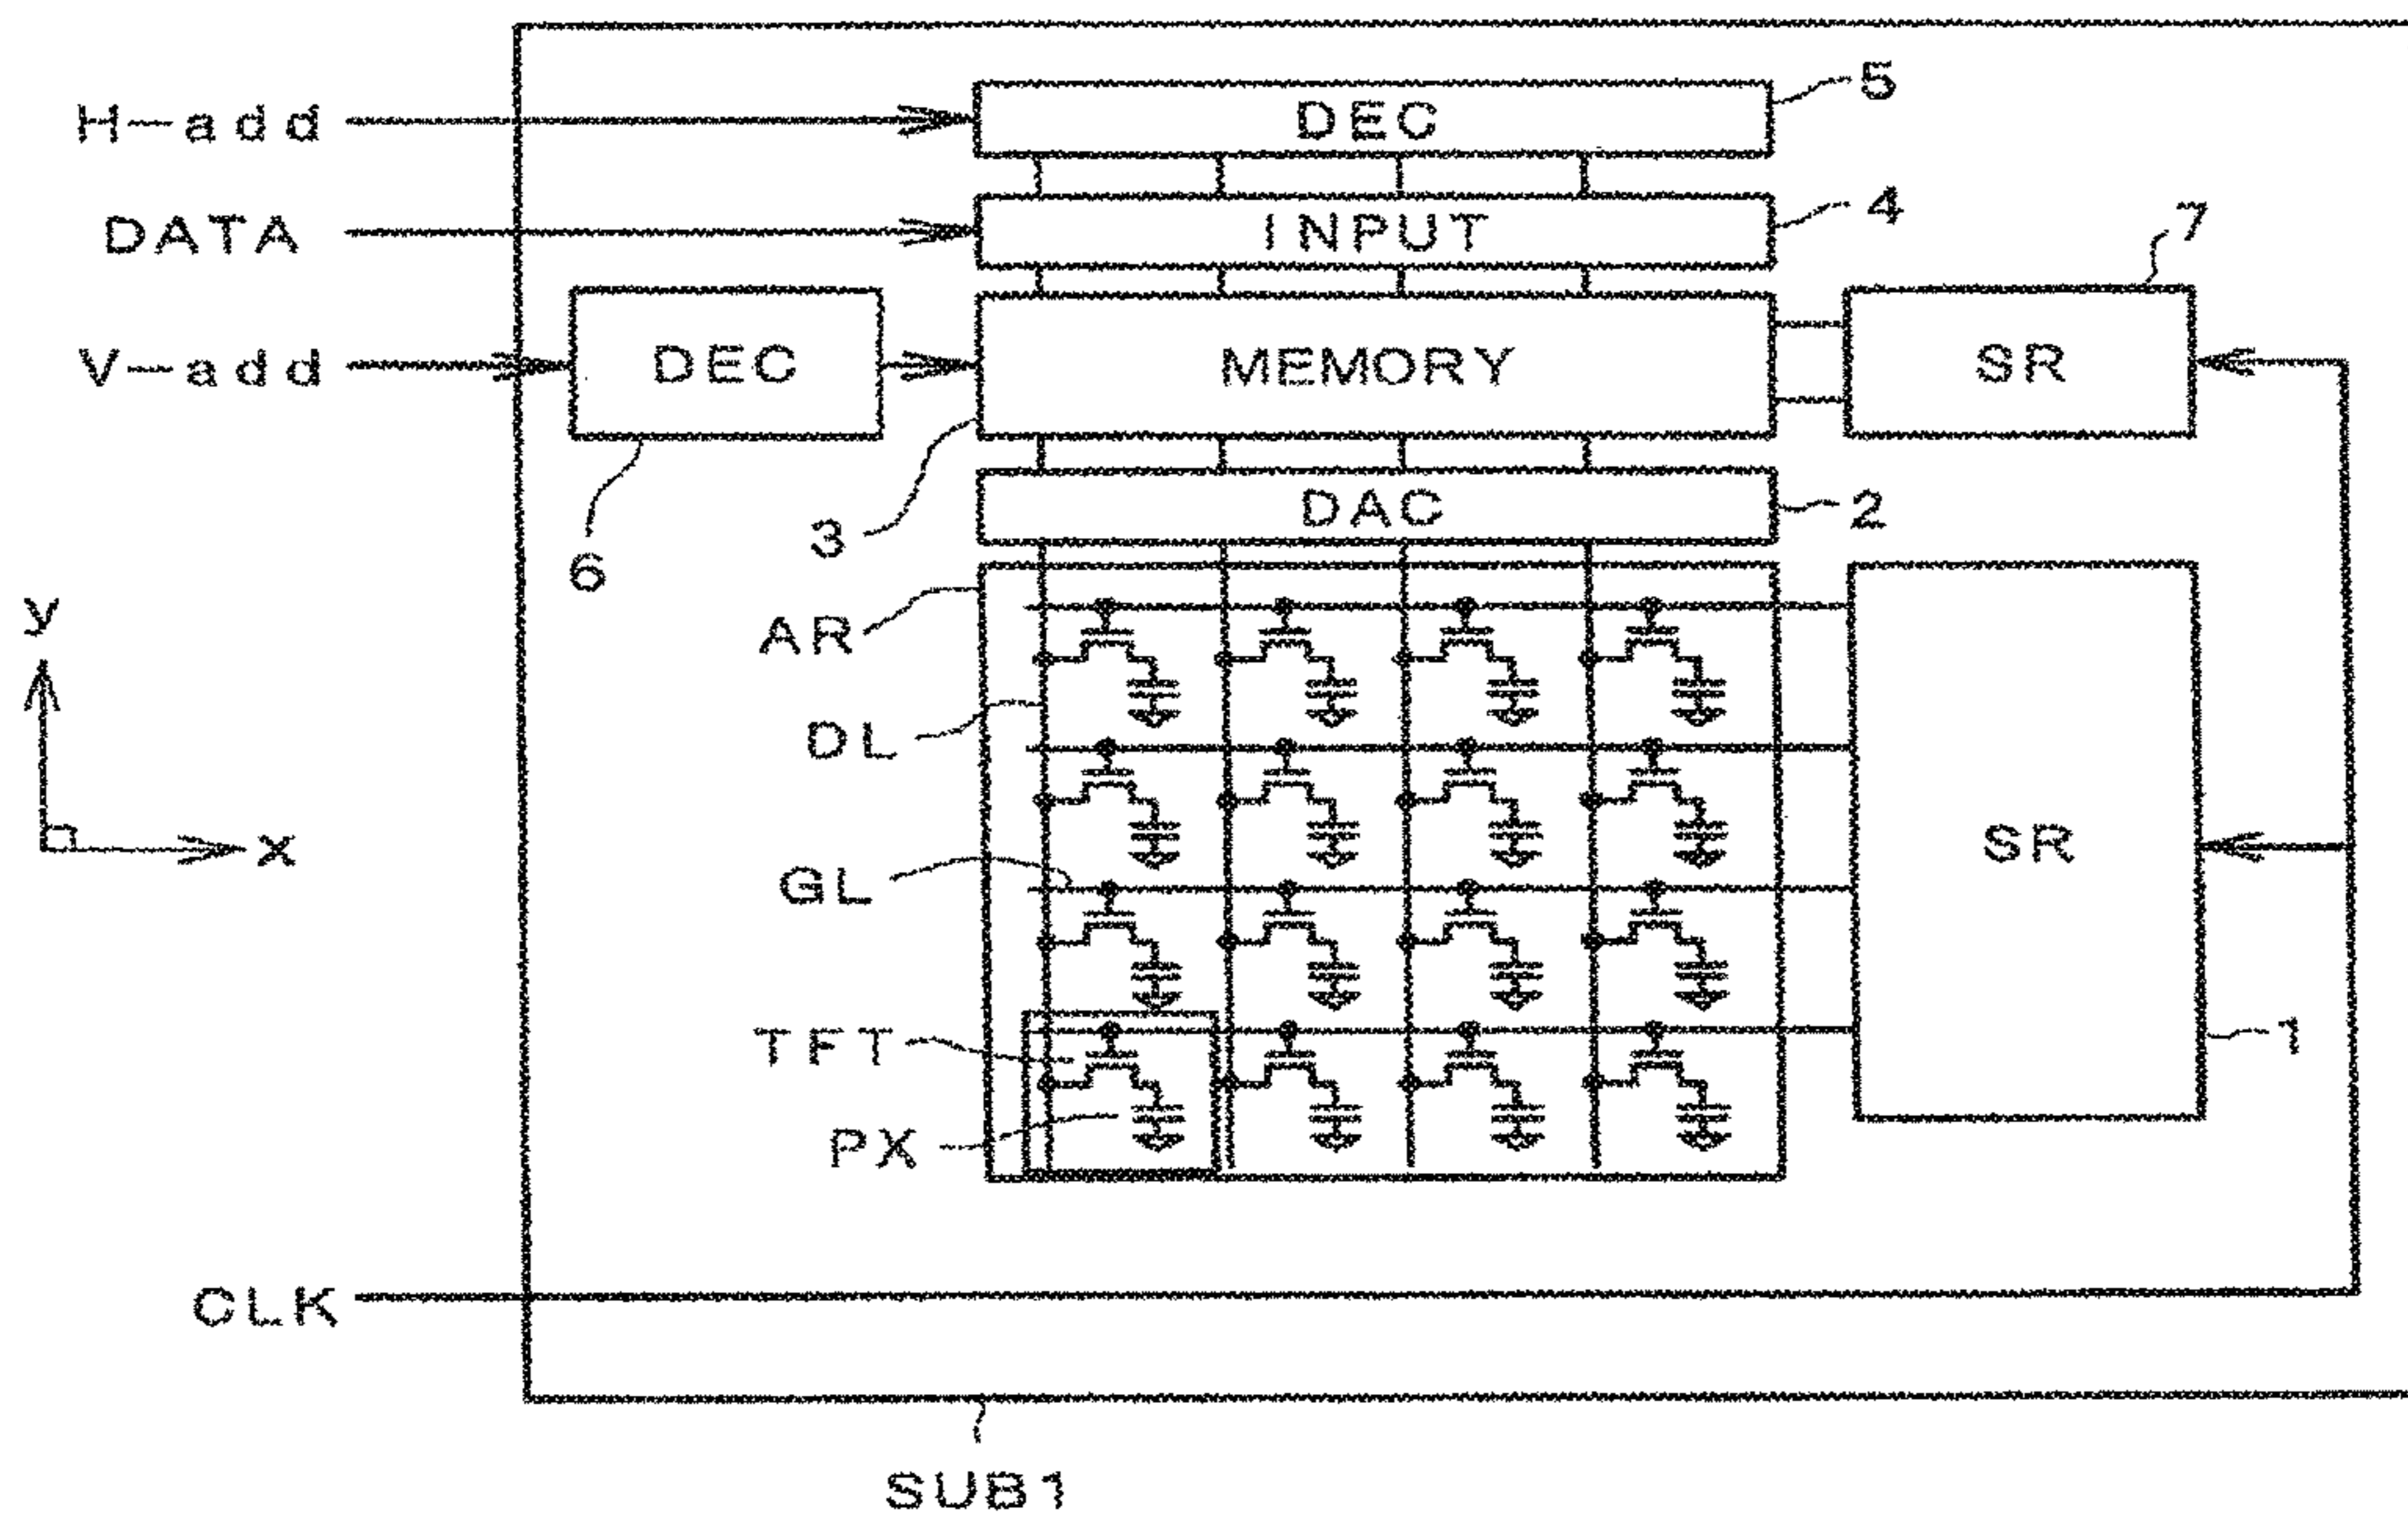 5
H-add
DEC
DATA
INPUT
4
7
V-add
DEC
MEMORY
SR
6
3
DAC
2
AR
y
DL
x
GL
SR
TFT
1
PX
CLK
SUB1